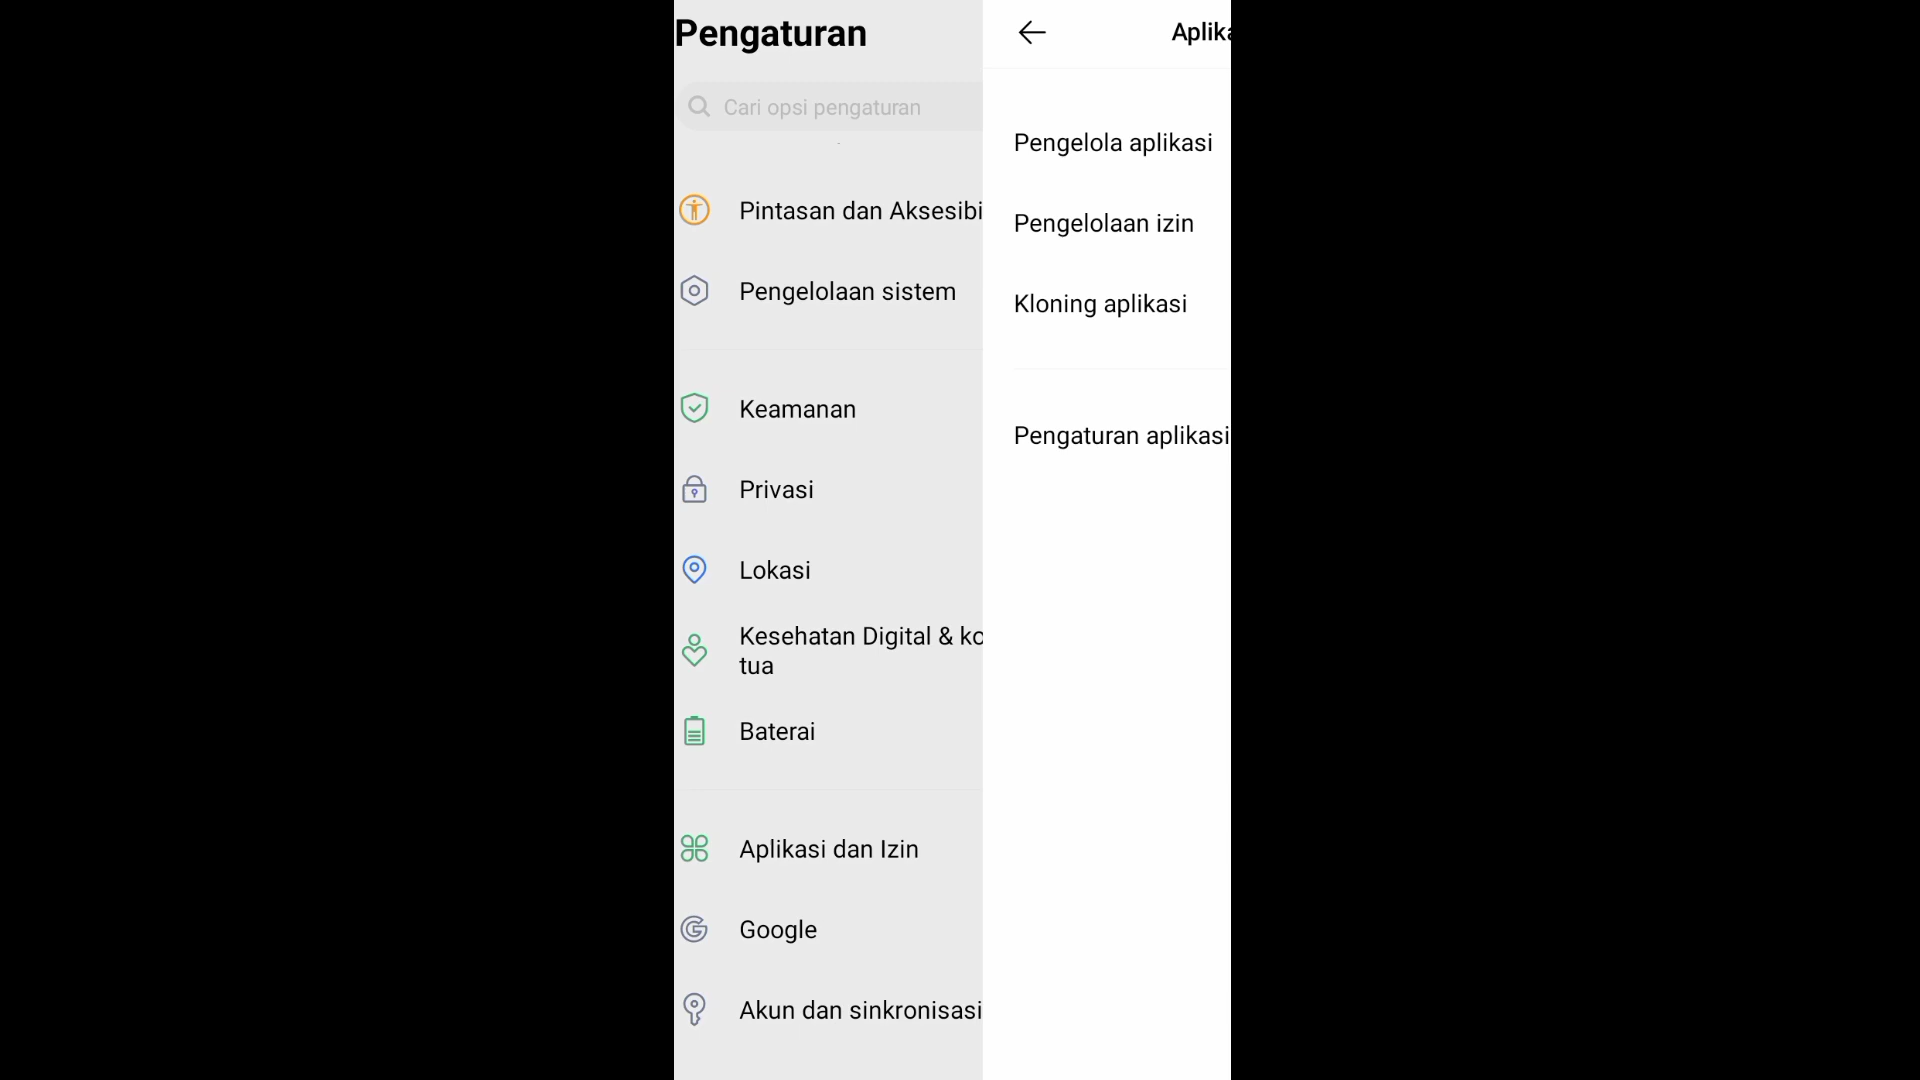 Pengaturan
Cari opsi pengaturan
Pintasan dan Aksesibi
Pengelolaan sistem
Keamanan
Privasi
Lokasi
Kesehatan Digital & ko
tua
Baterai
Aplikasi dan Izin
Google
Akun dan sinkronisasi
Aplika
Pengelola aplikasi
Pengelolaan izin
Kloning aplikasi
Pengaturan aplikasi